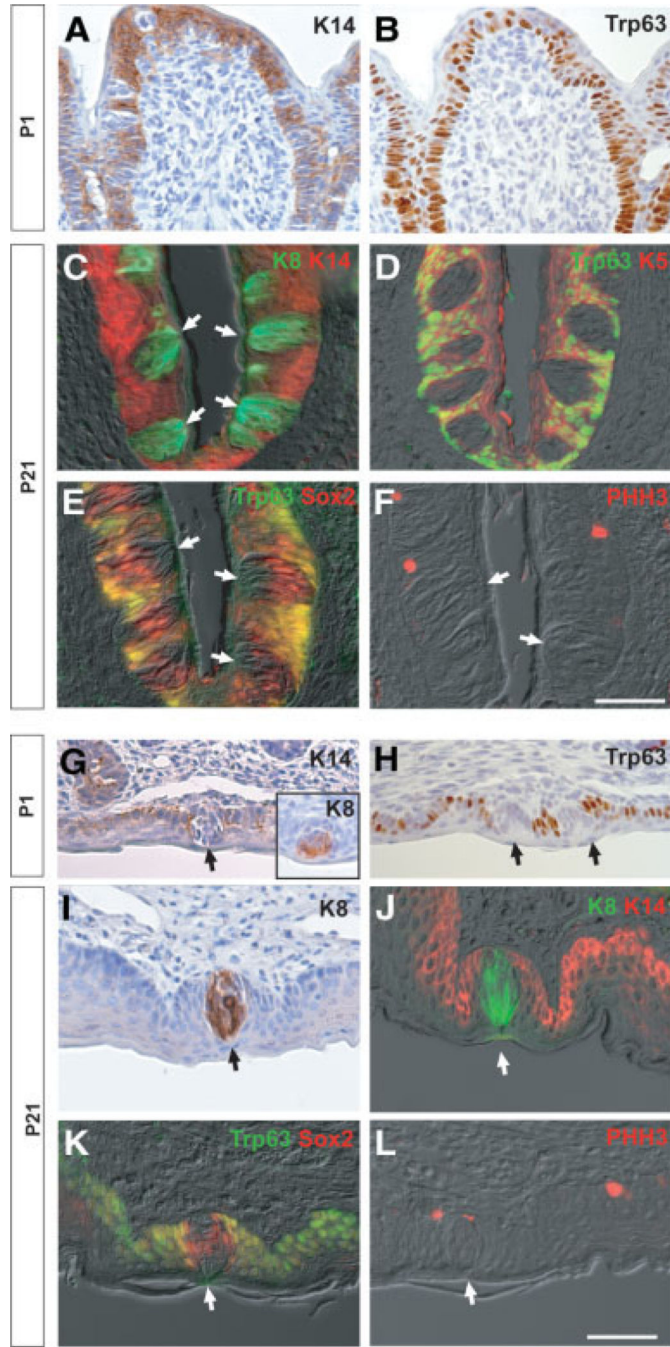 P1
A
K14
B
Trp63
P21
C
K8 K14
D
Trp63 K5
E
Trp63 Sox2
F
PHH3
P1
G
K14
K8
H
Trp63
P21
I
K8
J
K8 K14
K
Trp63 Sox2
L
PHH3